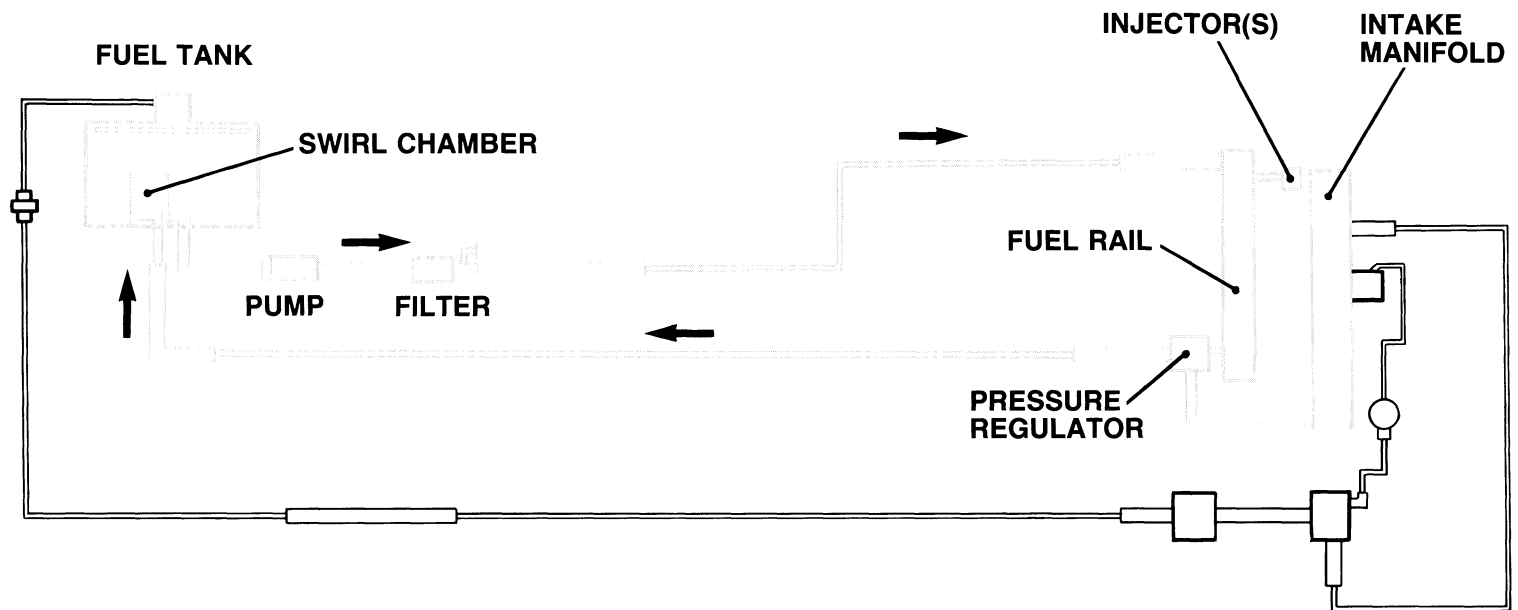 INJECTOR(S)
INTAKE
MANIFOLD
FUEL TANK
SWIRL CHAMBER
FUEL RAIL
PUMP
FILTER
PRESSURE
REGULATOR